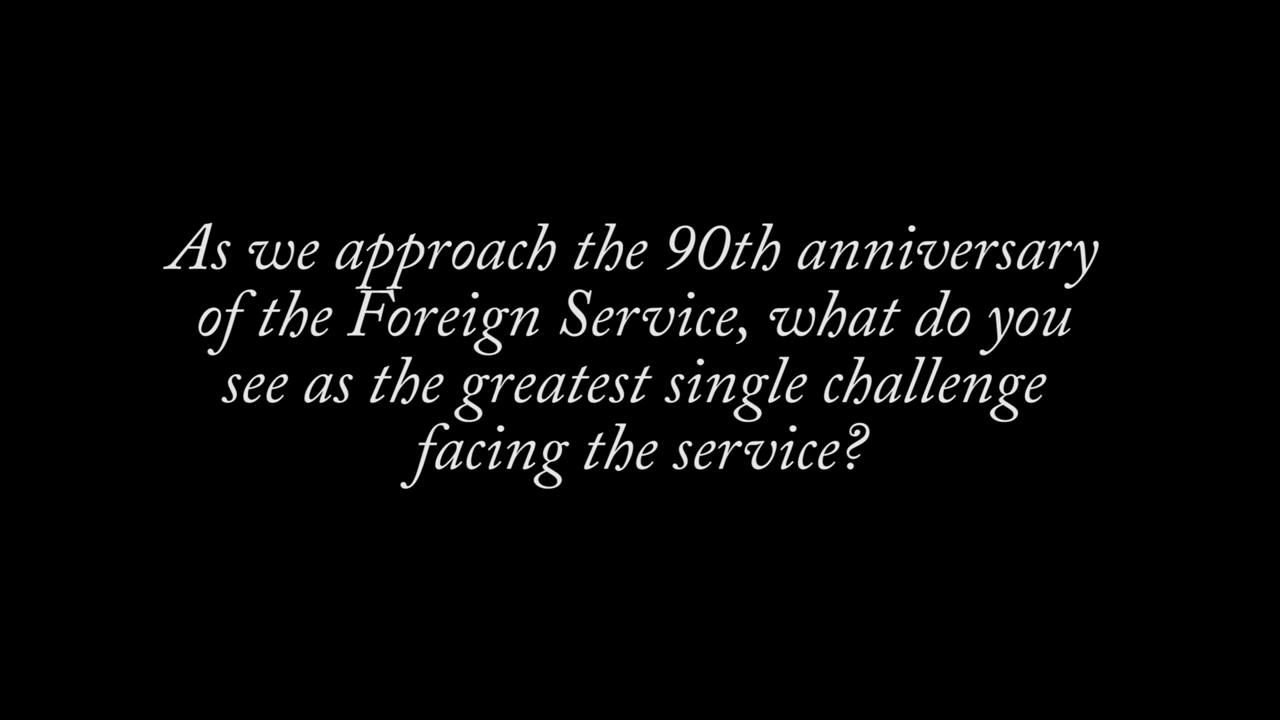 As we approach the 90th anniversary
of the Foreign Service, what do you
see as the greatest single challenge
facing the service?